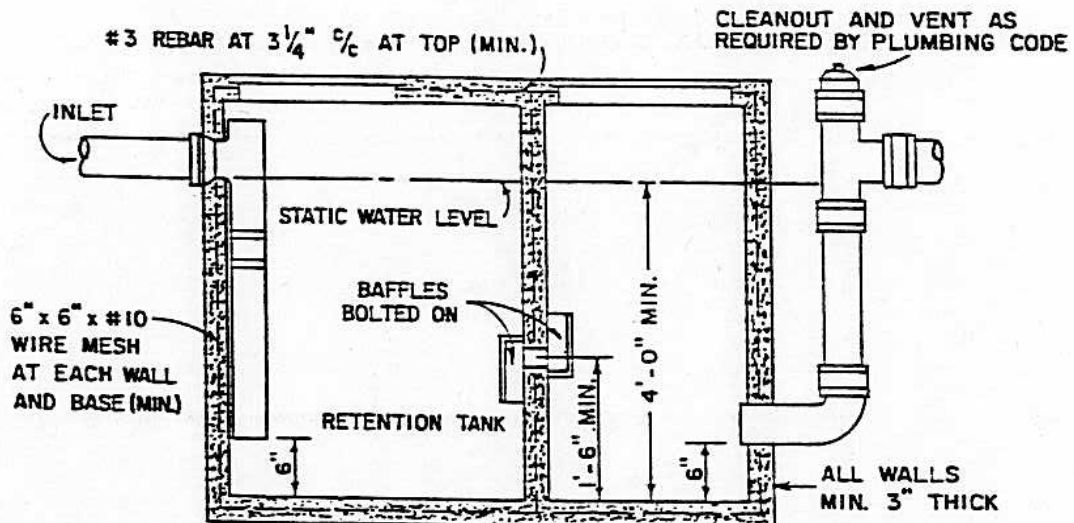 #3 REBAR AT 3 1/4" C/C AT TOP (MIN.)
CLEANOUT AND VENT AS
REQUIRED BY PLUMBING CODE
INLET
STATIC WATER LEVEL
BAFFLES
BOLTED ON
6" x 6" x #10
WIRE MESH
AT EACH WALL
AND BASE (MIN.)
RETENTION TANK
6"
1'-6" MIN.
4'-0" MIN.
6"
ALL WALLS
MIN. 3" THICK